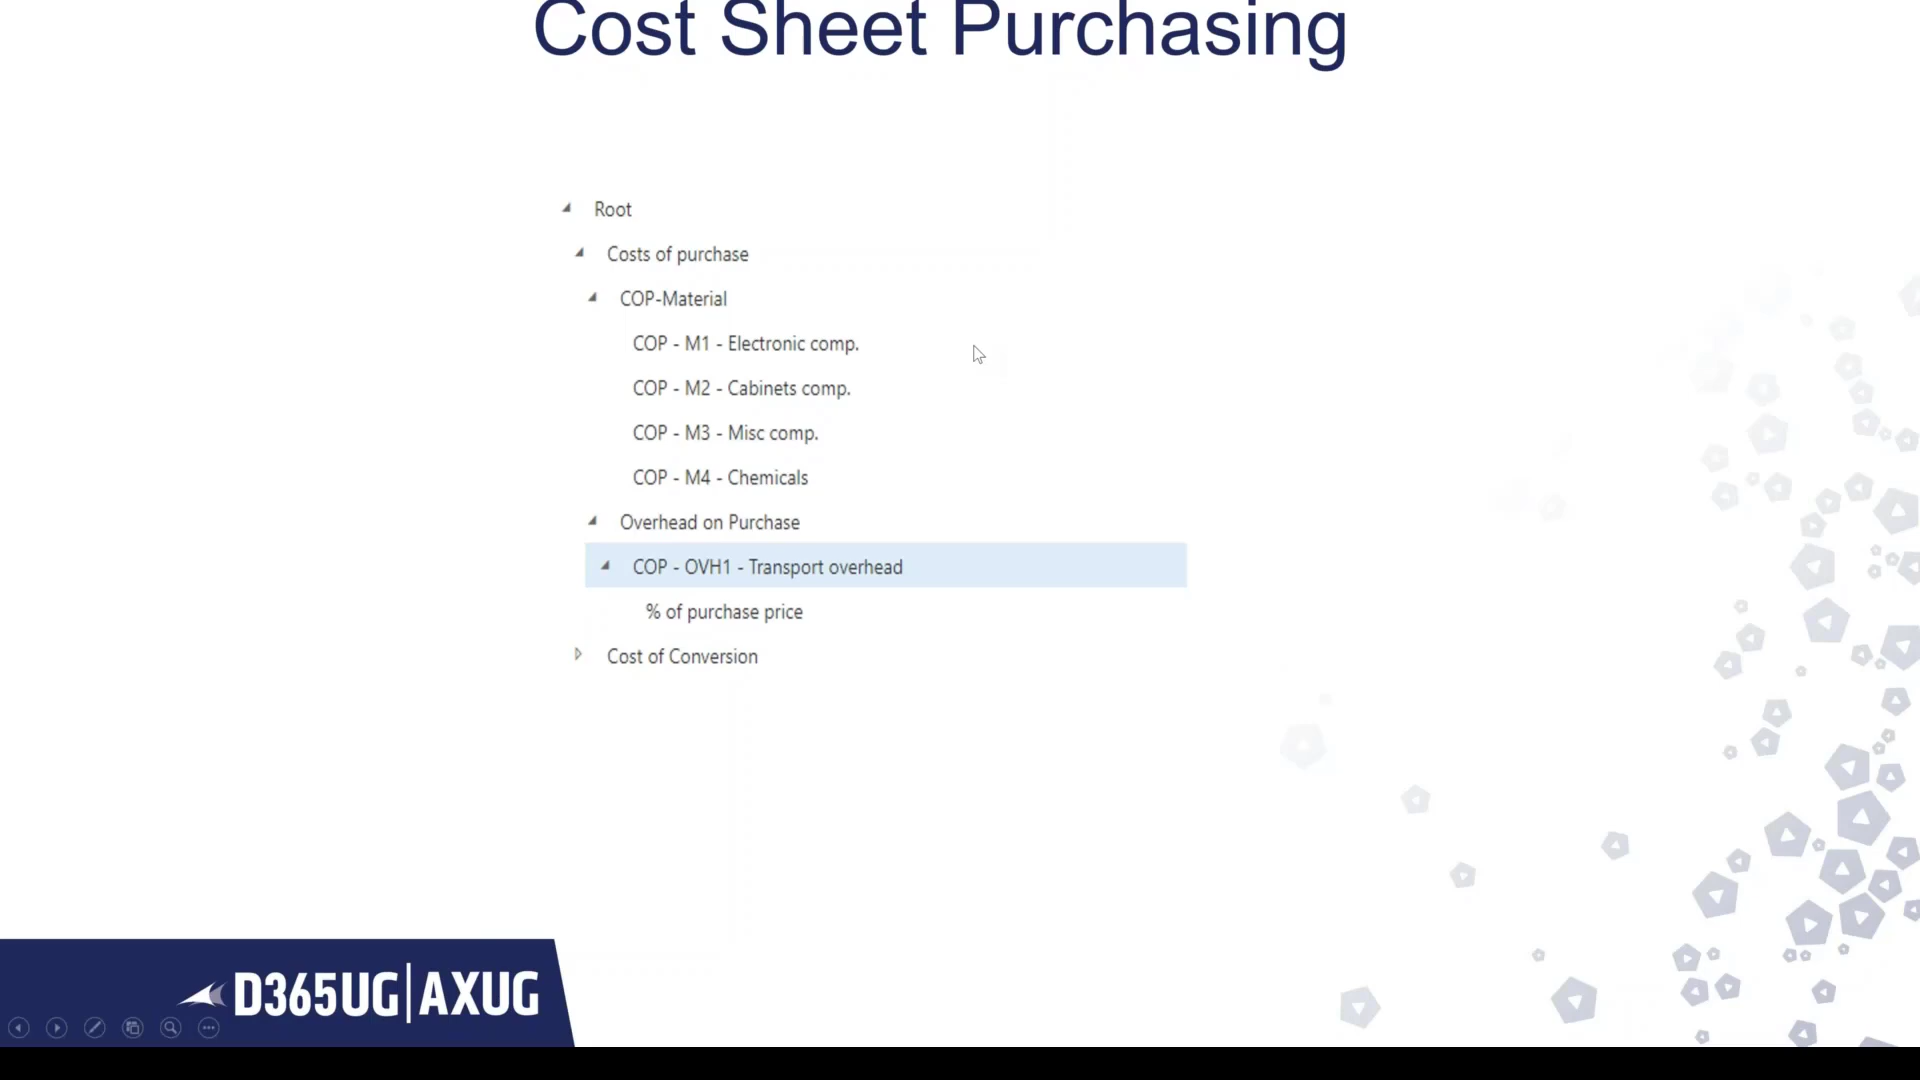 Cost Sheet Purchasing
Root
Costs of purchase
COP-Material
COP - M1 - Electronic comp.
COP - M2 - Cabinets comp.
COP - M3 - Misc comp.
COP - M4 - Chemicals
Overhead on Purchase
COP - OVH1 - Transport overhead
% of purchase price
Cost of Conversion
D365UG|AXUG